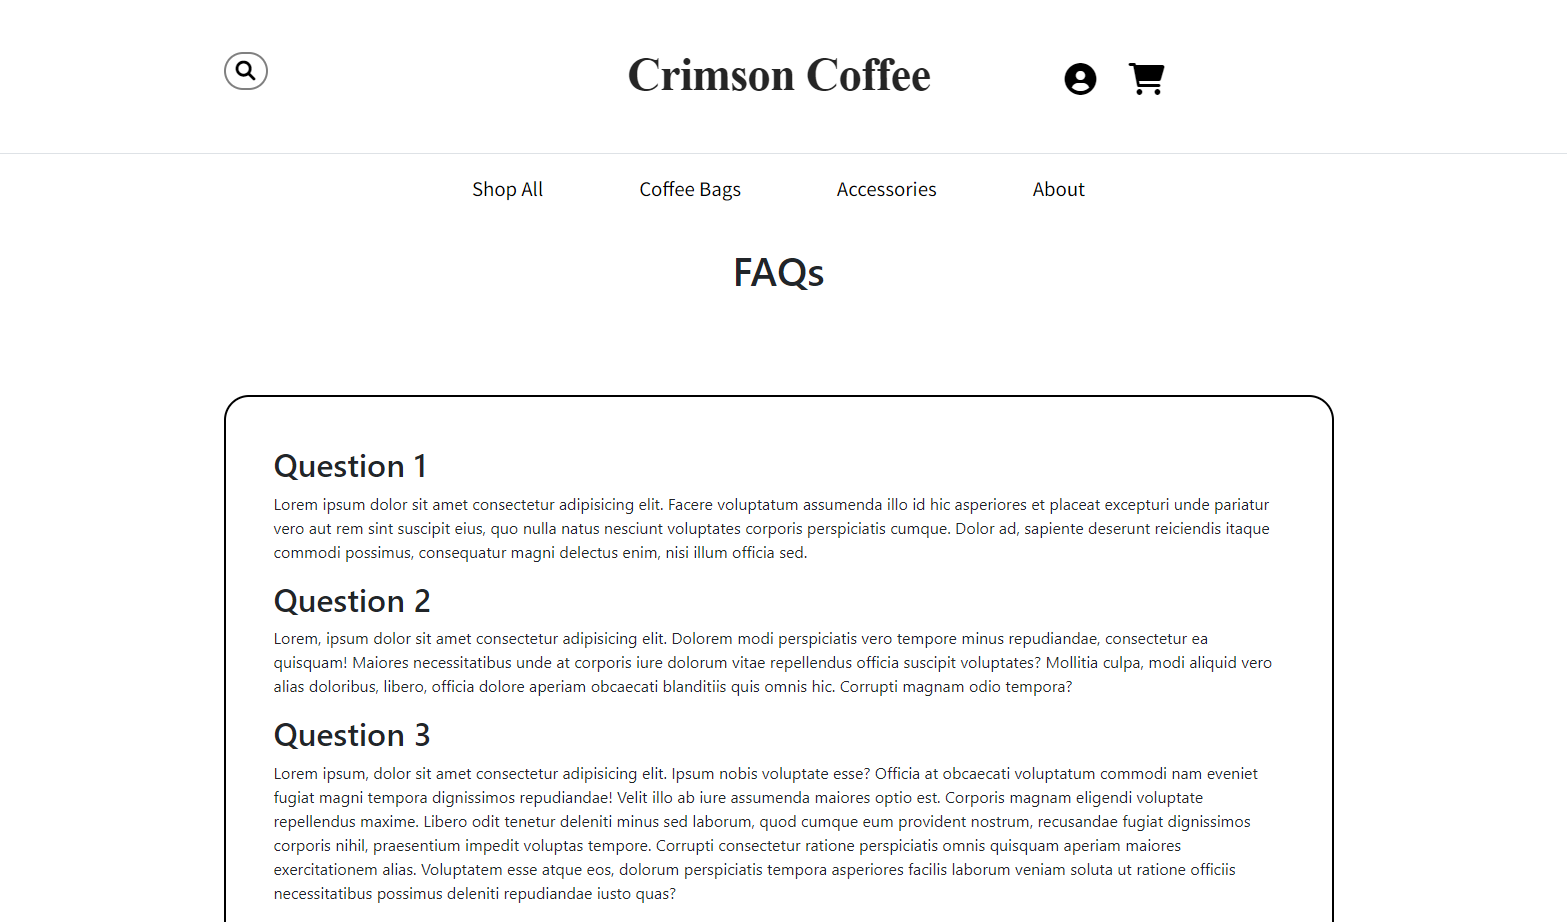 Crimson Coffee
Shop All
Coffee Bags
Accessories
About
FAQs
Question 1
Lorem ipsum dolor sit amet consectetur adipisicing elit. Facere voluptatum assumenda illo id hic asperiores et placeat excepturi unde pariatur
vero aut rem sint suscipit eius, quo nulla natus nesciunt voluptates corporis perspiciatis cumque. Dolor ad, sapiente deserunt reiciendis itaque
commodi possimus, consequatur magni delectus enim, nisi illum officia sed.
Question 2
Lorem, ipsum dolor sit amet consectetur adipisicing elit. Dolorem modi perspiciatis vero tempore minus repudiandae, consectetur ea
quisquam! Maiores necessitatibus unde at corporis iure dolorum vitae repellendus officia suscipit voluptates? Mollitia culpa, modi aliquid vero
alias doloribus, libero, officia dolore aperiam obcaecati blanditiis quis omnis hic. Corrupti magnam odio tempora?
Question 3
Lorem ipsum, dolor sit amet consectetur adipisicing elit. Ipsum nobis voluptate esse? Officia at obcaecati voluptatum commodi nam eveniet
fugiat magni tempora dignissimos repudiandae! Velit illo ab iure assumenda maiores optio est. Corporis magnam eligendi voluptate
repellendus maxime. Libero odit tenetur deleniti minus sed laborum, quod cumque eum provident nostrum, recusandae fugiat dignissimos
corporis nihil, praesentium impedit voluptas tempore. Corrupti consectetur ratione perspiciatis omnis quisquam aperiam maiores
exercitationem alias. Voluptatem esse atque eos, dolorum perspiciatis tempora asperiores facilis laborum veniam soluta ut ratione officiis
necessitatibus possimus deleniti repudiandae iusto quas?